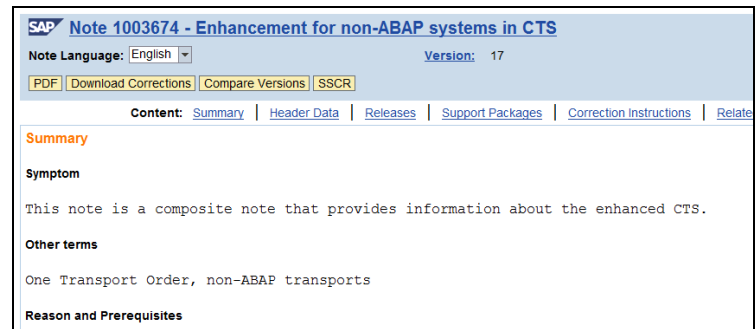 SAP Note 1003674 - Enhancement for non-ABAP systems in CTS
Note Language: English Version: 17
PDF Download Corrections Compare Versions SSCR
Content: Summary | Header Data | Releases | Support Packages | Correction Instructions | Relate
Summary
Symptom
This note is a composite note that provides information about the enhanced CTS.
Other terms
One Transport Order, non-ABAP transports
Reason and Prerequisites